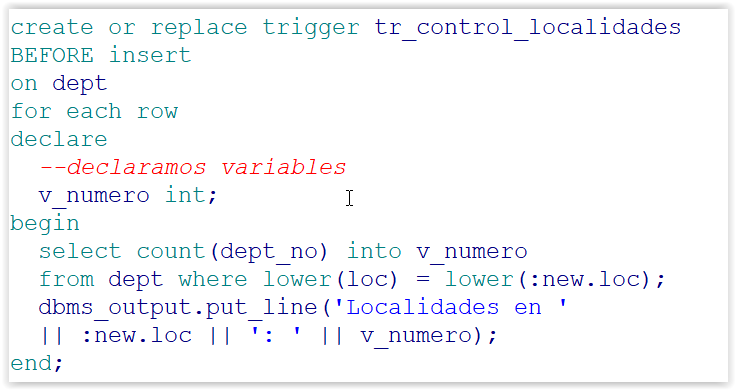 create or replace trigger tr_control_localidades
BEFORE insert
on dept
for each row
declare
  --declaramos variables
  v_numero int;
begin
  select count(dept_no) into v_numero
  from dept where lower(loc) = lower(:new.loc);
  dbms_output.put_line('Localidades en '
  || :new.loc || ': ' || v_numero);
end;